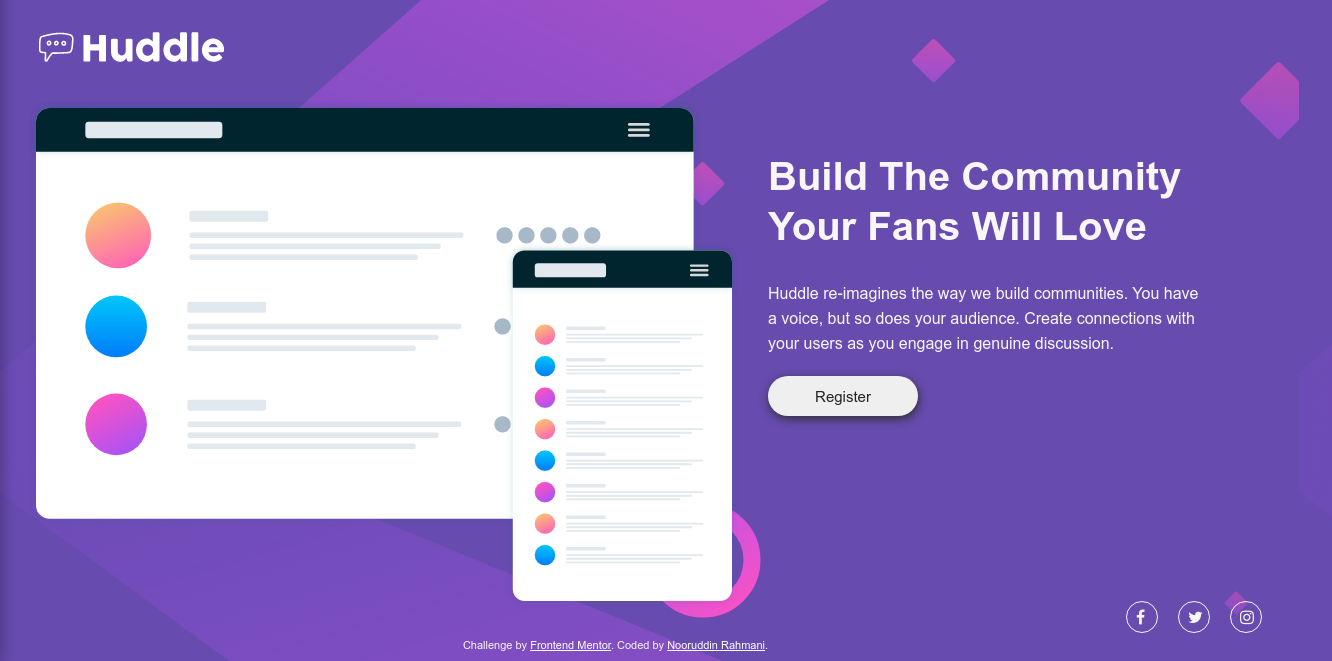 Huddle
Build The Community
Your Fans Will Love
Huddle re-imagines the way we build communities. You have
a voice, but so does your audience. Create connections with
your users as you engage in genuine discussion.
Register
Challenge by Frontend Mentor. Coded by Nooruddin Rahmani.